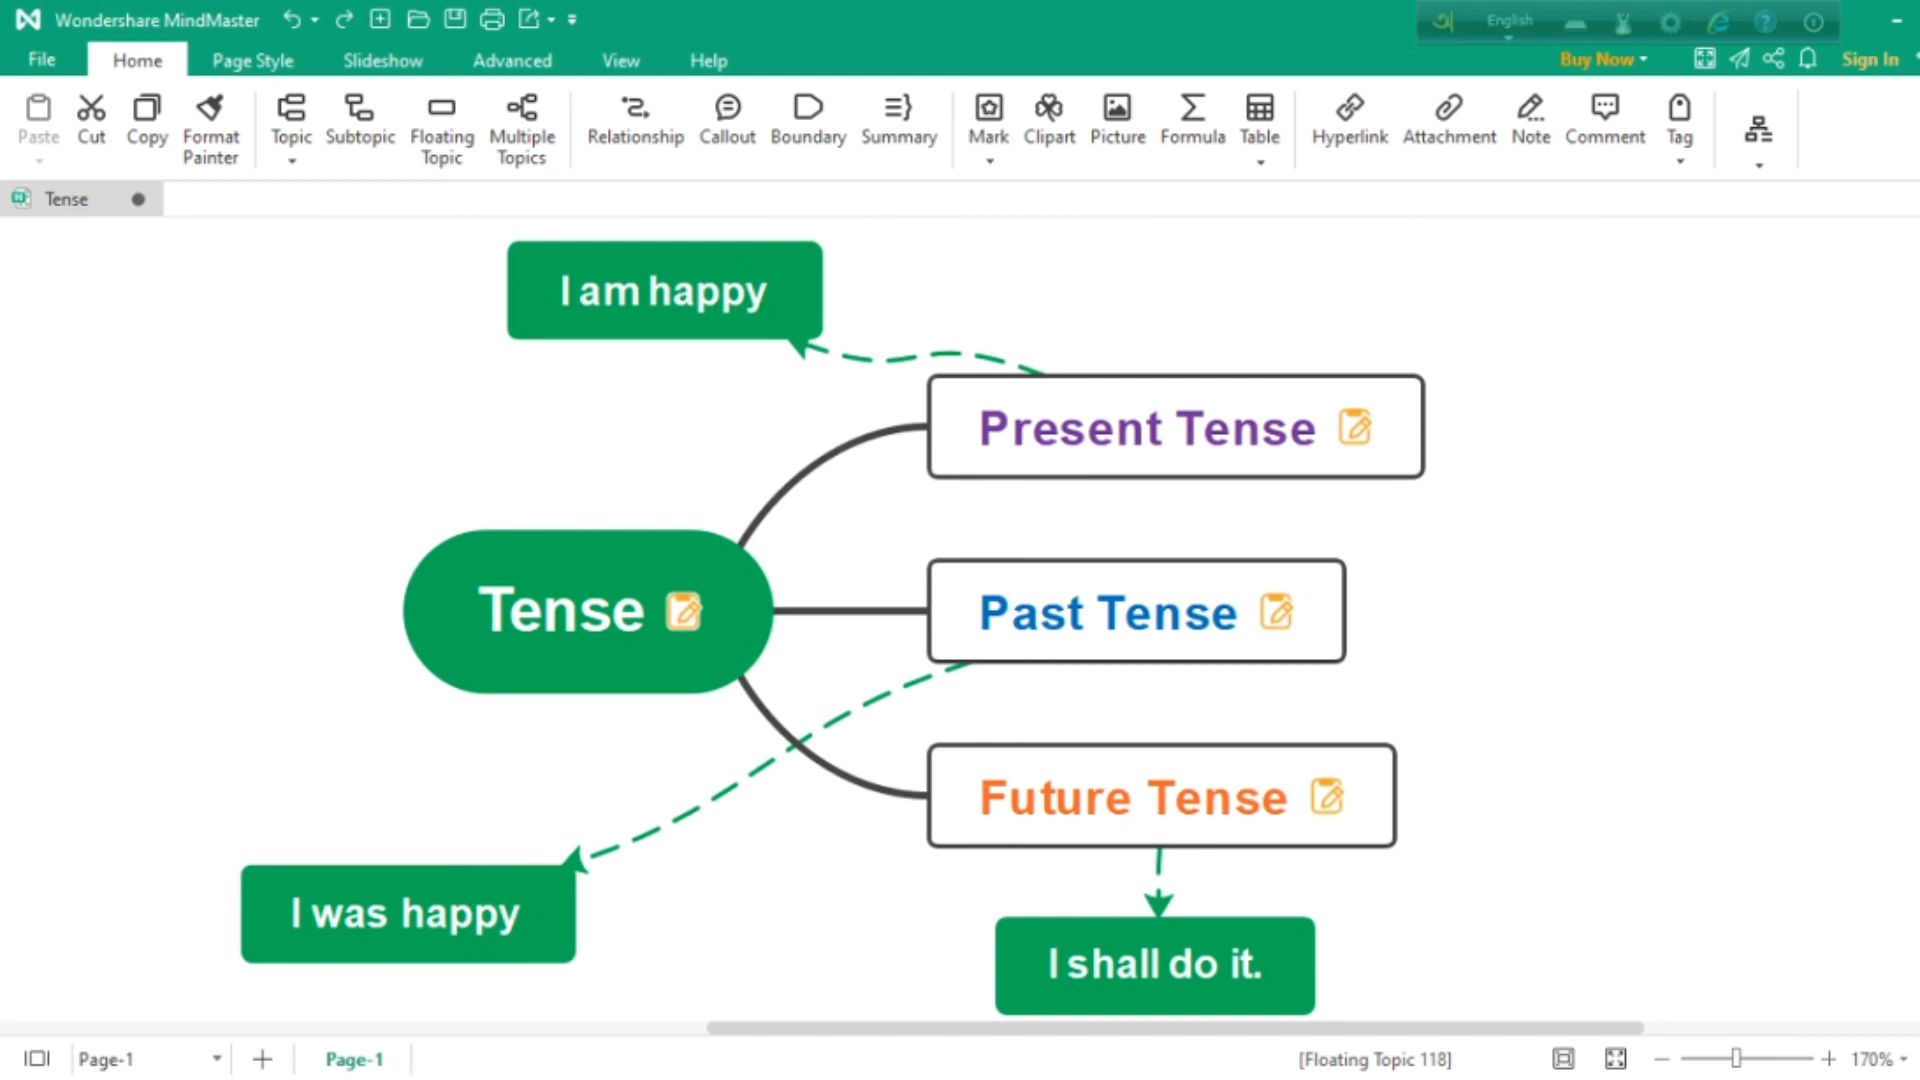 Wondershare MindMaster
English
File Home Page Style Slideshow Advanced View Help Buy Now Sign In
Paste Cut Copy Format Painter Topic Subtopic Floating Topic Multiple Topics Relationship Callout Boundary Summary Mark Clipart Picture Formula Table Hyperlink Attachment Note Comment Tag
Tense
I am happy
Present Tense
Tense
Past Tense
Future Tense
I was happy
I shall do it.
Page-1 Page-1 [Floating Topic 118] 170%